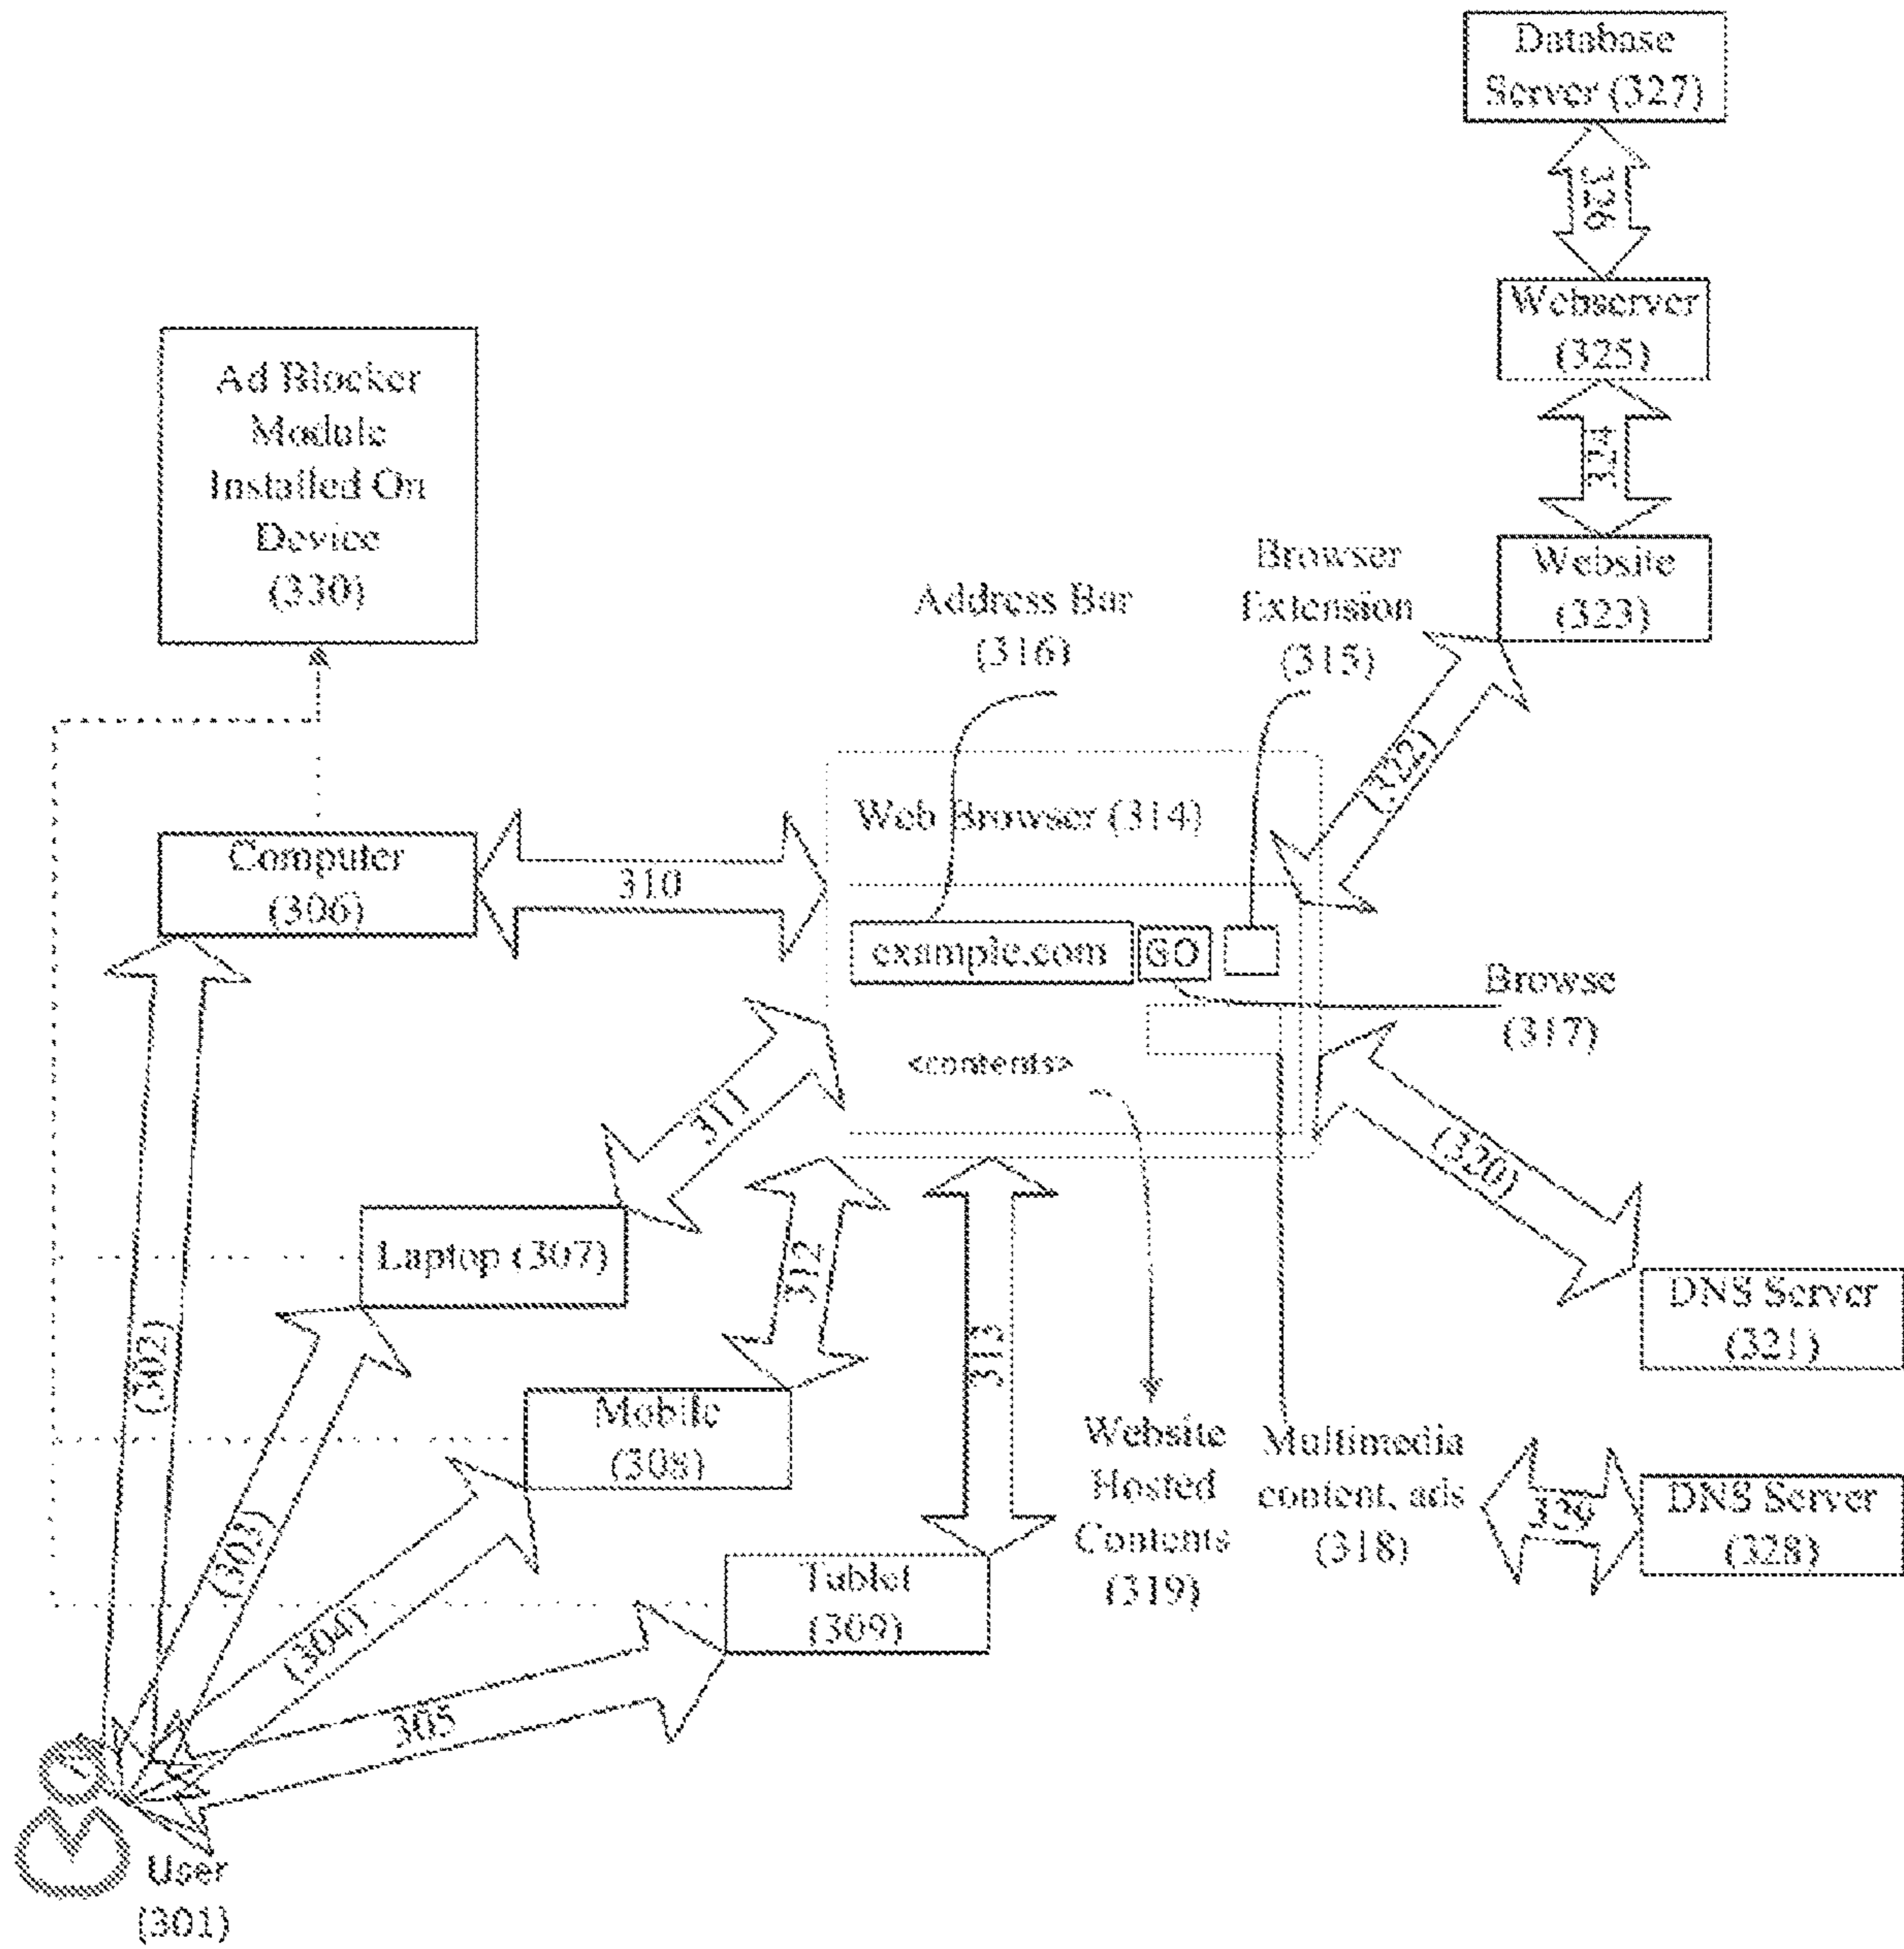 Database
Server (327)
326
Webserver
(325)
324
Website
(323)
Ad Blocker
Module
Installed On
Device
(330)
Address Bar
(316)
Browser
Extension
(315)
(322)
Web Browser (314)
Computer
(306)
310
example.com
GO
Browse
(317)
<contents>
311
(320)
Laptop (307)
312
313
DNS Server
(321)
(302)
Mobile
(308)
Website
Hosted
Contents
(319)
Multimedia
content, ads
(318)
329
DNS Server
(328)
(303)
(304)
Tablet
(309)
305
User
(301)